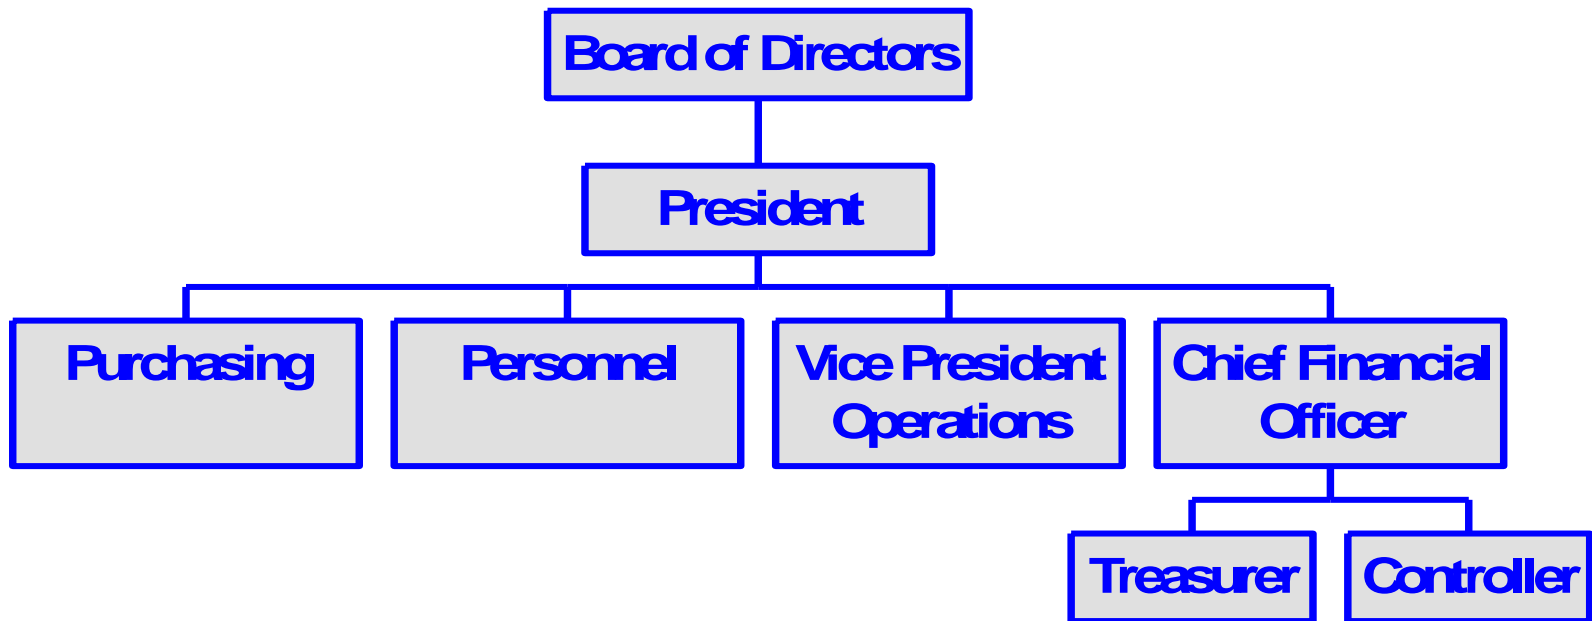 Board of Directors
President
Purchasing
Personnel
Vice President
Operations
Chief Financial
Officer
Treasurer
Controller